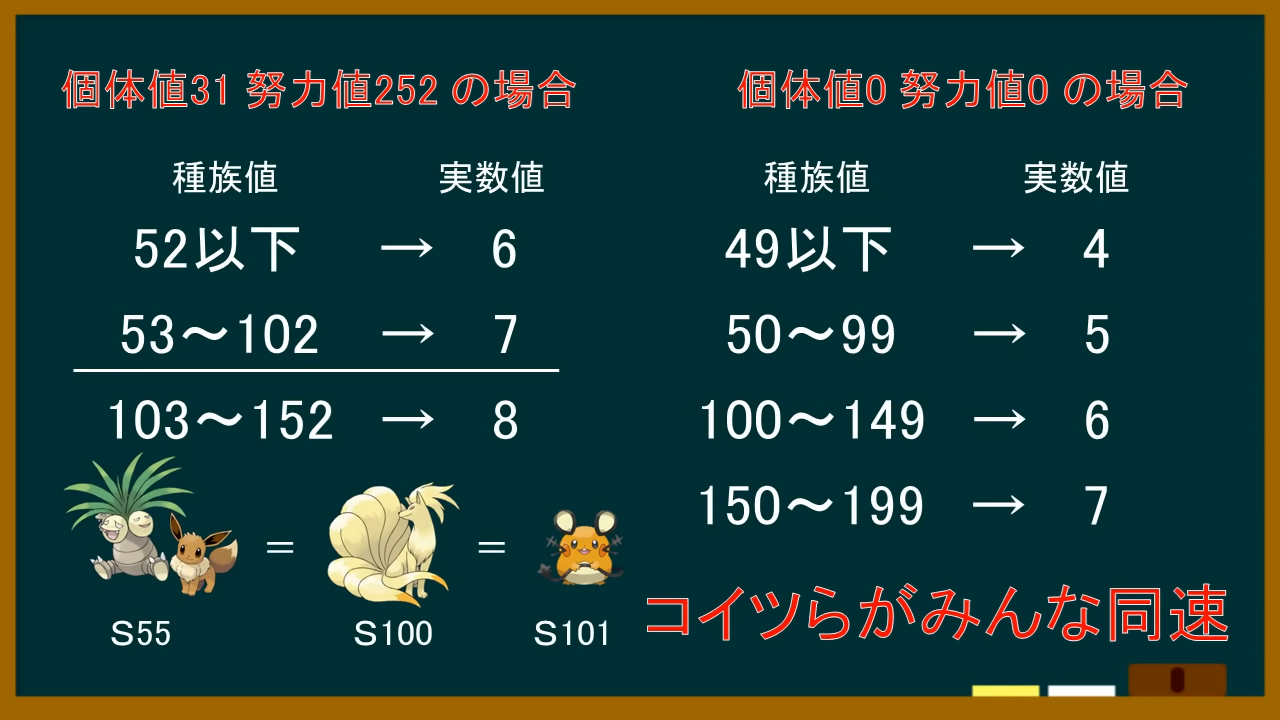 個体値31 努力値252 の場合
種族値 実数値
52以下 → 6
53～102 → 7
103～152 → 8
個体値0 努力値0 の場合
種族値 実数値
49以下 → 4
50～99 → 5
100～149 → 6
150～199 → 7
＝ ＝
S55 S100 S101
コイツらがみんな同速